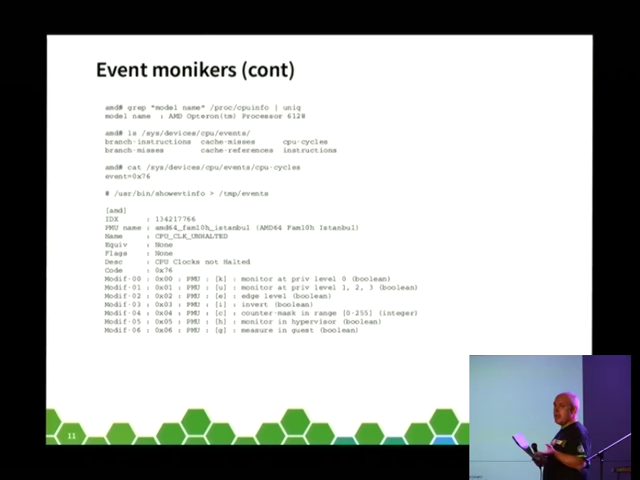 Event monikers (cont)
amd# grep "model name" /proc/cpuinfo | uniq
model name : AMD Opteron(tm) Processor 6128
amd# ls /sys/devices/cpu/events/
branch-instructions cache-misses cpu-cycles
branch-misses cache-references instructions
amd# cat /sys/devices/cpu/events/cpu-cycles
event=0x76
# /usr/bin/showevtinfo > /tmp/events
[amd]
IDX : 134217766
PMU name : amd64_fam10h_istanbul (AMD64 Fam10h Istanbul)
Name : CPU_CLK_UNHALTED
Equiv : None
Flags : None
Desc : CPU Clocks not Halted
Code : 0x76
Modif-00 : 0x00 : PMU : [k] : monitor at priv level 0 (boolean)
Modif-01 : 0x01 : PMU : [u] : monitor at priv level 1, 2, 3 (boolean)
Modif-02 : 0x02 : PMU : [e] : edge level (boolean)
Modif-03 : 0x03 : PMU : [i] : invert (boolean)
Modif-04 : 0x04 : PMU : [c] : counter-mask in range [0-255] (integer)
Modif-05 : 0x05 : PMU : [h] : monitor in hypervisor (boolean)
Modif-06 : 0x06 : PMU : [g] : measure in guest (boolean)
11